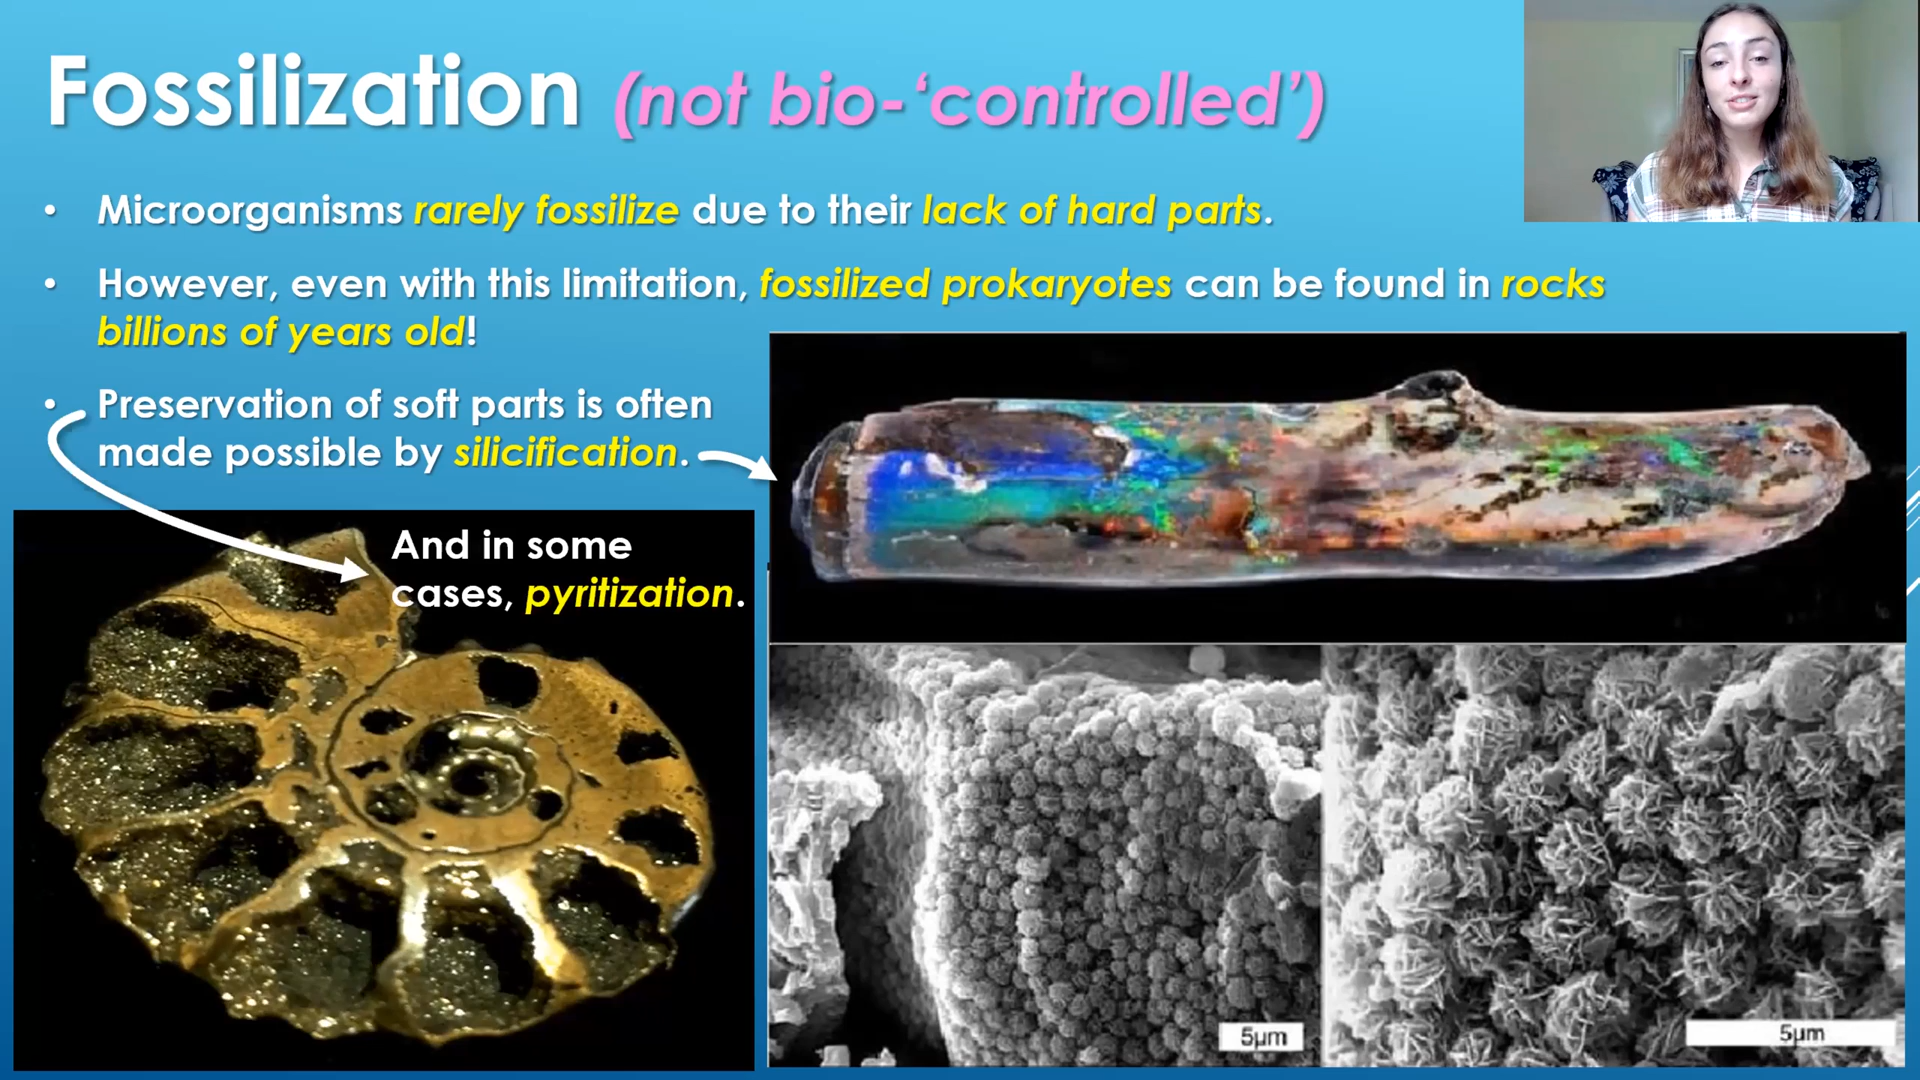 Fossilization (not bio-‘controlled’)
• Microorganisms rarely fossilize due to their lack of hard parts.
• However, even with this limitation, fossilized prokaryotes can be found in rocks
billions of years old!
• Preservation of soft parts is often
made possible by silicification.
And in some
cases, pyritization.
5µm
5µm